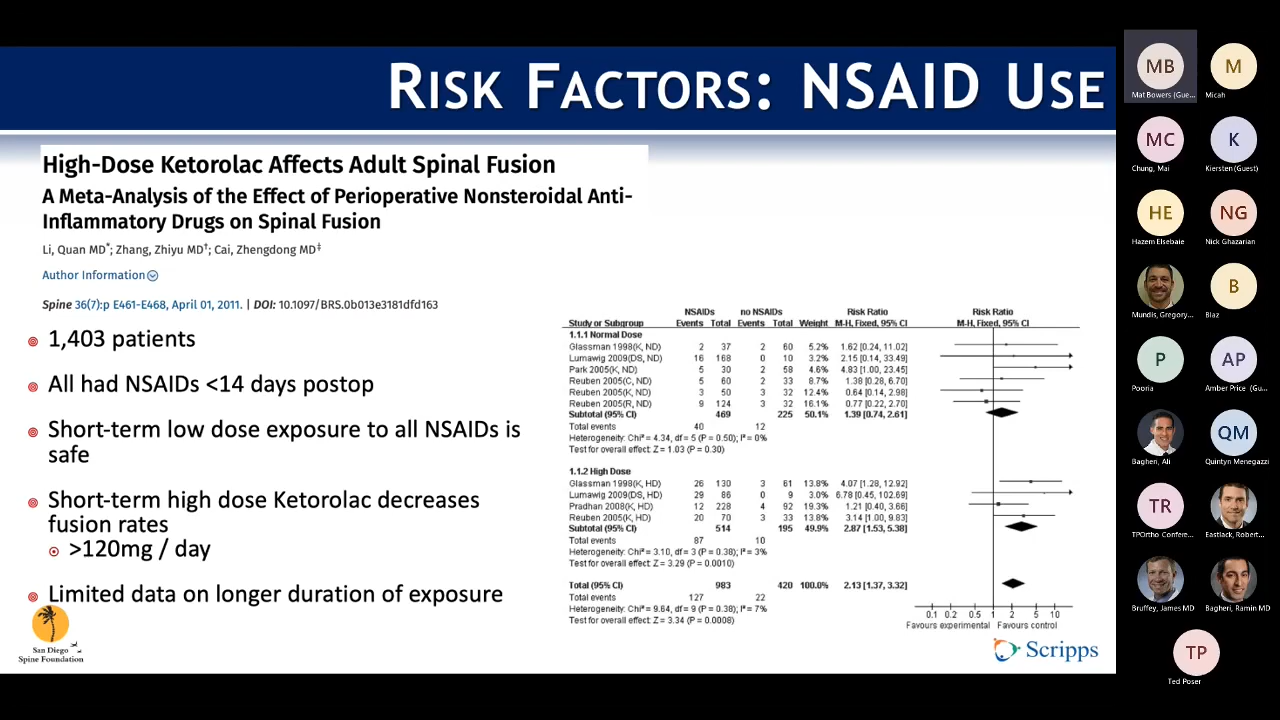 RISK FACTORS: NSAID USE
High-Dose Ketorolac Affects Adult Spinal Fusion
A Meta-Analysis of the Effect of Perioperative Nonsteroidal Anti-
Inflammatory Drugs on Spinal Fusion
Li, Quan MD*; Zhang, Zhiyu MD†; Cai, Zhengdong MD‡
Author Information
Spine 36(7):p E461-E468, April 01, 2011. | DOI: 10.1097/BRS.0b013e3181dfd163
1,403 patients
All had NSAIDs <14 days postop
Short-term low dose exposure to all NSAIDs is
safe
Short-term high dose Ketorolac decreases
fusion rates
>120mg / day
Limited data on longer duration of exposure
San Diego
Spine Foundation
NSAIDs no NSAIDs Risk Ratio Risk Ratio
Study or Subgroup Events Total Events Total Weight M-H, Fixed, 95% CI M-H, Fixed, 95% CI
1.1.1 Normal Dose
Glassman 1998(K, ND) 2 37 2 60 5.2% 1.62 [0.24, 11.02]
Lumawig 2009(DS, ND) 16 168 0 10 3.2% 2.15 [0.14, 33.49]
Park 2005(K, ND) 5 30 2 58 4.6% 4.83 [1.00, 23.45]
Reuben 2005(C, ND) 5 60 2 33 8.7% 1.38 [0.28, 6.70]
Reuben 2005(K, ND) 3 50 3 32 12.4% 0.64 [0.14, 2.98]
Reuben 2005(R, ND) 9 124 3 32 16.1% 0.77 [0.22, 2.70]
Subtotal (95% CI) 469 225 50.1% 1.39 [0.74, 2.61]
Total events 40 12
Heterogeneity: Chi² = 4.34, df = 5 (P = 0.50); I² = 0%
Test for overall effect: Z = 1.03 (P = 0.30)
1.1.2 High Dose
Glassman 1998(K, HD) 26 130 3 61 13.8% 4.07 [1.28, 12.92]
Lumawig 2009(DS, HD) 29 86 0 9 3.0% 6.78 [0.45, 102.69]
Pradhan 2008(K, HD) 12 228 4 92 19.3% 1.21 [0.40, 3.66]
Reuben 2005(K, HD) 20 70 3 33 13.8% 3.14 [1.00, 9.83]
Subtotal (95% CI) 514 195 49.9% 2.87 [1.53, 5.38]
Total events 87 10
Heterogeneity: Chi² = 3.10, df = 3 (P = 0.38); I² = 3%
Test for overall effect: Z = 3.29 (P = 0.0010)
Total (95% CI) 983 420 100.0% 2.13 [1.37, 3.32]
Total events 127 22
Heterogeneity: Chi² = 9.64, df = 9 (P = 0.38); I² = 7%
Test for overall effect: Z = 3.34 (P = 0.0008)
0.1 0.2 0.5 1 2 5 10
Favours experimental Favours control
Scripps
MB M
Mat Bowers (Gue... Micah
MC K
Chung, Mai Kiersten (Guest)
HE NG
Hazem Elsebaie Nick Ghazarian
B
Mundis, Gregory... Blaz
P AP
Pooria Amber Price (Gu...
QM
Bagheri, Ali Quintyn Menegazzi
TR
TPOrtho Confere... Eastlack, Robert...
Bruffey, James MD Bagheri, Ramin MD
TP
Ted Poser